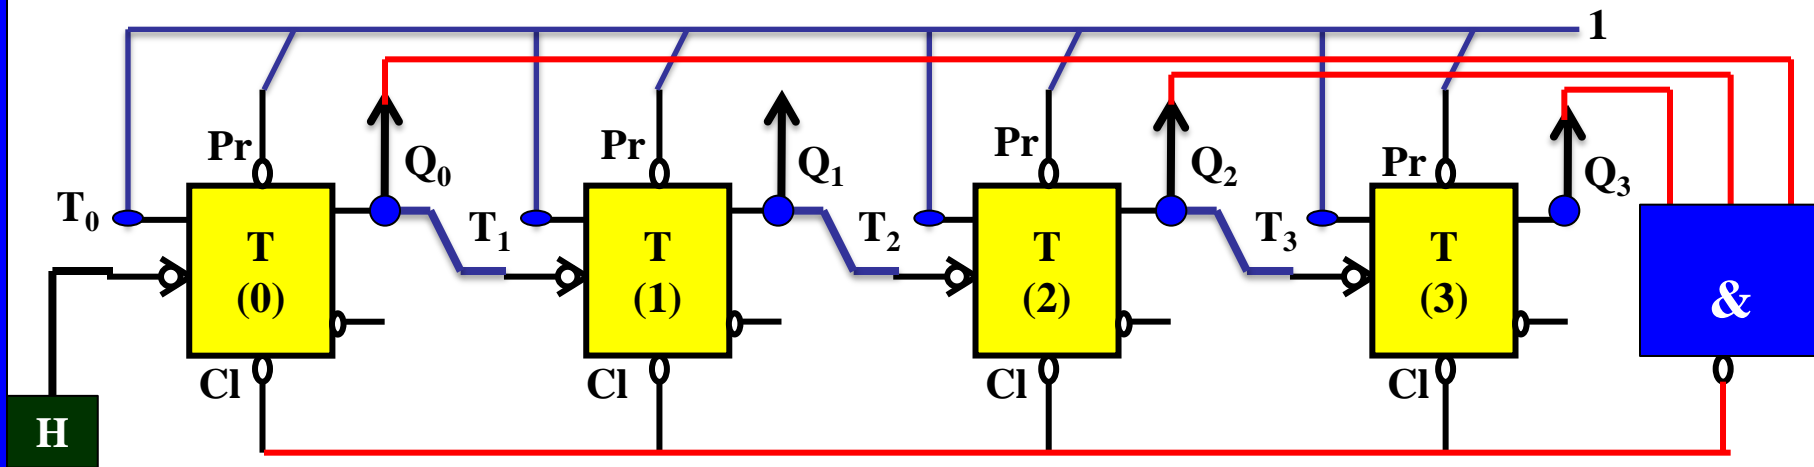 1
Pr Pr Pr Pr
Q0 Q1 Q2 Q3
T0 T1 T2 T3
T T T T
(0) (1) (2) (3) &
Cl Cl Cl Cl
H